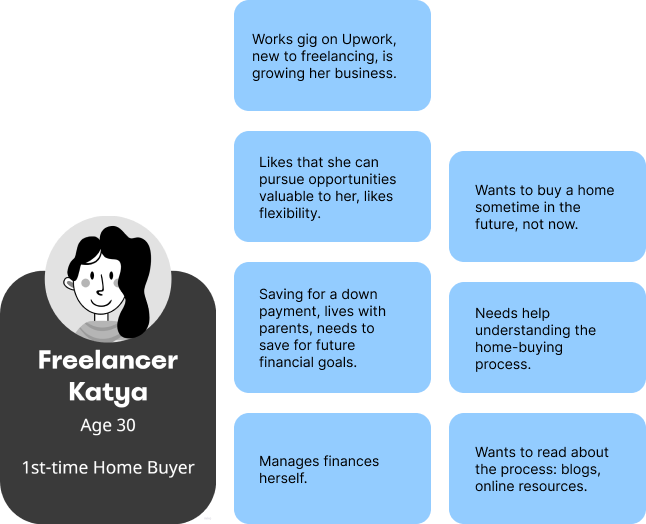 Freelancer
Katya
Age 30
1st-time Home Buyer
Works gig on Upwork,
new to freelancing, is
growing her business.
Likes that she can
pursue opportunities
valuable to her, likes
flexibility.
Saving for a down
payment, lives with
parents, needs to
save for future
financial goals.
Manages finances
herself.
Wants to buy a home
sometime in the
future, not now.
Needs help
understanding the
home-buying
process.
Wants to read about
the process: blogs,
online resources.